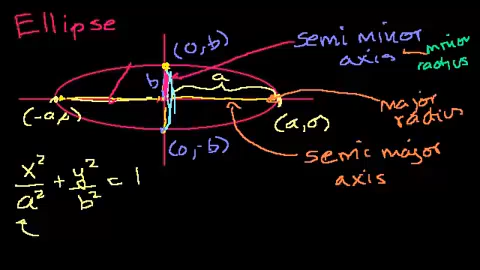 Ellipse
(0,b)
semi minor
axis
minor
radius
b
a
(-a,0)
(a,0)
major
radius
(0,-b)
semi major
axis
x²/a² + y²/b² = 1